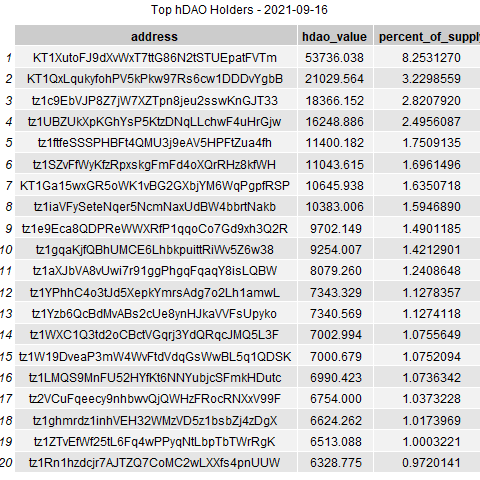 Top hDAO Holders - 2021-09-16
address hdao_value percent_of_supply
1 KT1XutoFJ9dXvWxT7ttG86N2tSTUEpatFVTm 53736.038 8.2531270
2 KT1QxLqukyfohPV5kPkw97Rs6cw1DDDvYgbB 21029.564 3.2298559
3 tz1c9EbVJP8Z7jW7XZTpn8jeu2sswKnGJT33 18366.152 2.8207920
4 tz1UBZUkXpKGhYsP5KtzDNqLLchwF4uHrGjw 16248.886 2.4956087
5 tz1ftfeSSSPHBFt4QMU3j9eAV5HPFtZua4fh 11400.182 1.7509135
6 tz1SZvFfWyKfzRpxskgFmFd4oXQrRHz8kfWH 11043.615 1.6961496
7 KT1Ga15wxGR5oWK1vBG2GXbjYM6WqPgpfRSP 10645.938 1.6350718
8 tz1iaVFySeteNqer5NcmNaxUdBW4bbrtNakb 10383.006 1.5946890
9 tz1e9Eca8QDPReWWXRfP1qqoCo7Gd9xh3Q2R 9702.149 1.4901185
10 tz1gqaKjfQBhUMCE6LhbkpuittRiWv5Z6w38 9254.007 1.4212901
11 tz1aXJbVA8vUwi7r91ggPhgqFqaqY8isLQBW 8079.260 1.2408648
12 tz1YPhhC4o3tJd5XepkYmrsAdg7o2Lh1amwL 7343.329 1.1278357
13 tz1Yzb6QcBdMvABs2cUe8ynHJkaVVFsUpyko 7340.569 1.1274118
14 tz1WXC1Q3td2oCBctVGqrj3YdQRqcJMQ5L3F 7002.994 1.0755649
15 tz1W19DveaP3mW4WvFtdVdqGsWwBL5q1QDSK 7000.679 1.0752094
16 tz1LMQS9MnFU52HYfKt6NNYubjcSFmkHDutc 6990.423 1.0736342
17 tz2VCuFqeecy9nhbwvQjQWHzFRocRNXxV99F 6754.000 1.0373228
18 tz1ghmrdz1inhVEH32WMzVD5z1bsbZj4zDgX 6624.262 1.0173969
19 tz1ZTvEfWf25tL6Fq4wPPyqNtLbpTbTWrRgK 6513.088 1.0003221
20 tz1Rn1hzdcjr7AJTZQ7CoMC2wLXXfs4pnUUW 6328.775 0.9720141